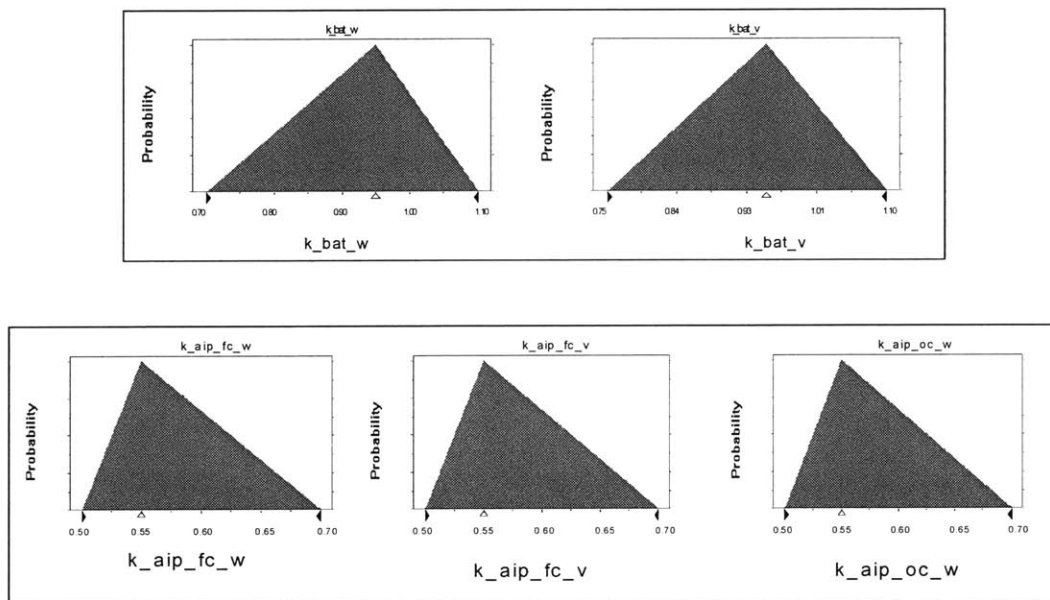 k_bat_w
Probability
0.70 0.80 0.90 1.00 1.10
k_bat_w
k_bat_v
Probability
0.75 0.84 0.93 1.01 1.10
k_bat_v
k_aip_fc_w
Probability
0.50 0.55 0.60 0.65 0.70
k_aip_fc_w
k_aip_fc_v
Probability
0.50 0.55 0.60 0.65 0.70
k_aip_fc_v
k_aip_oc_w
Probability
0.50 0.55 0.60 0.65 0.70
k_aip_oc_w